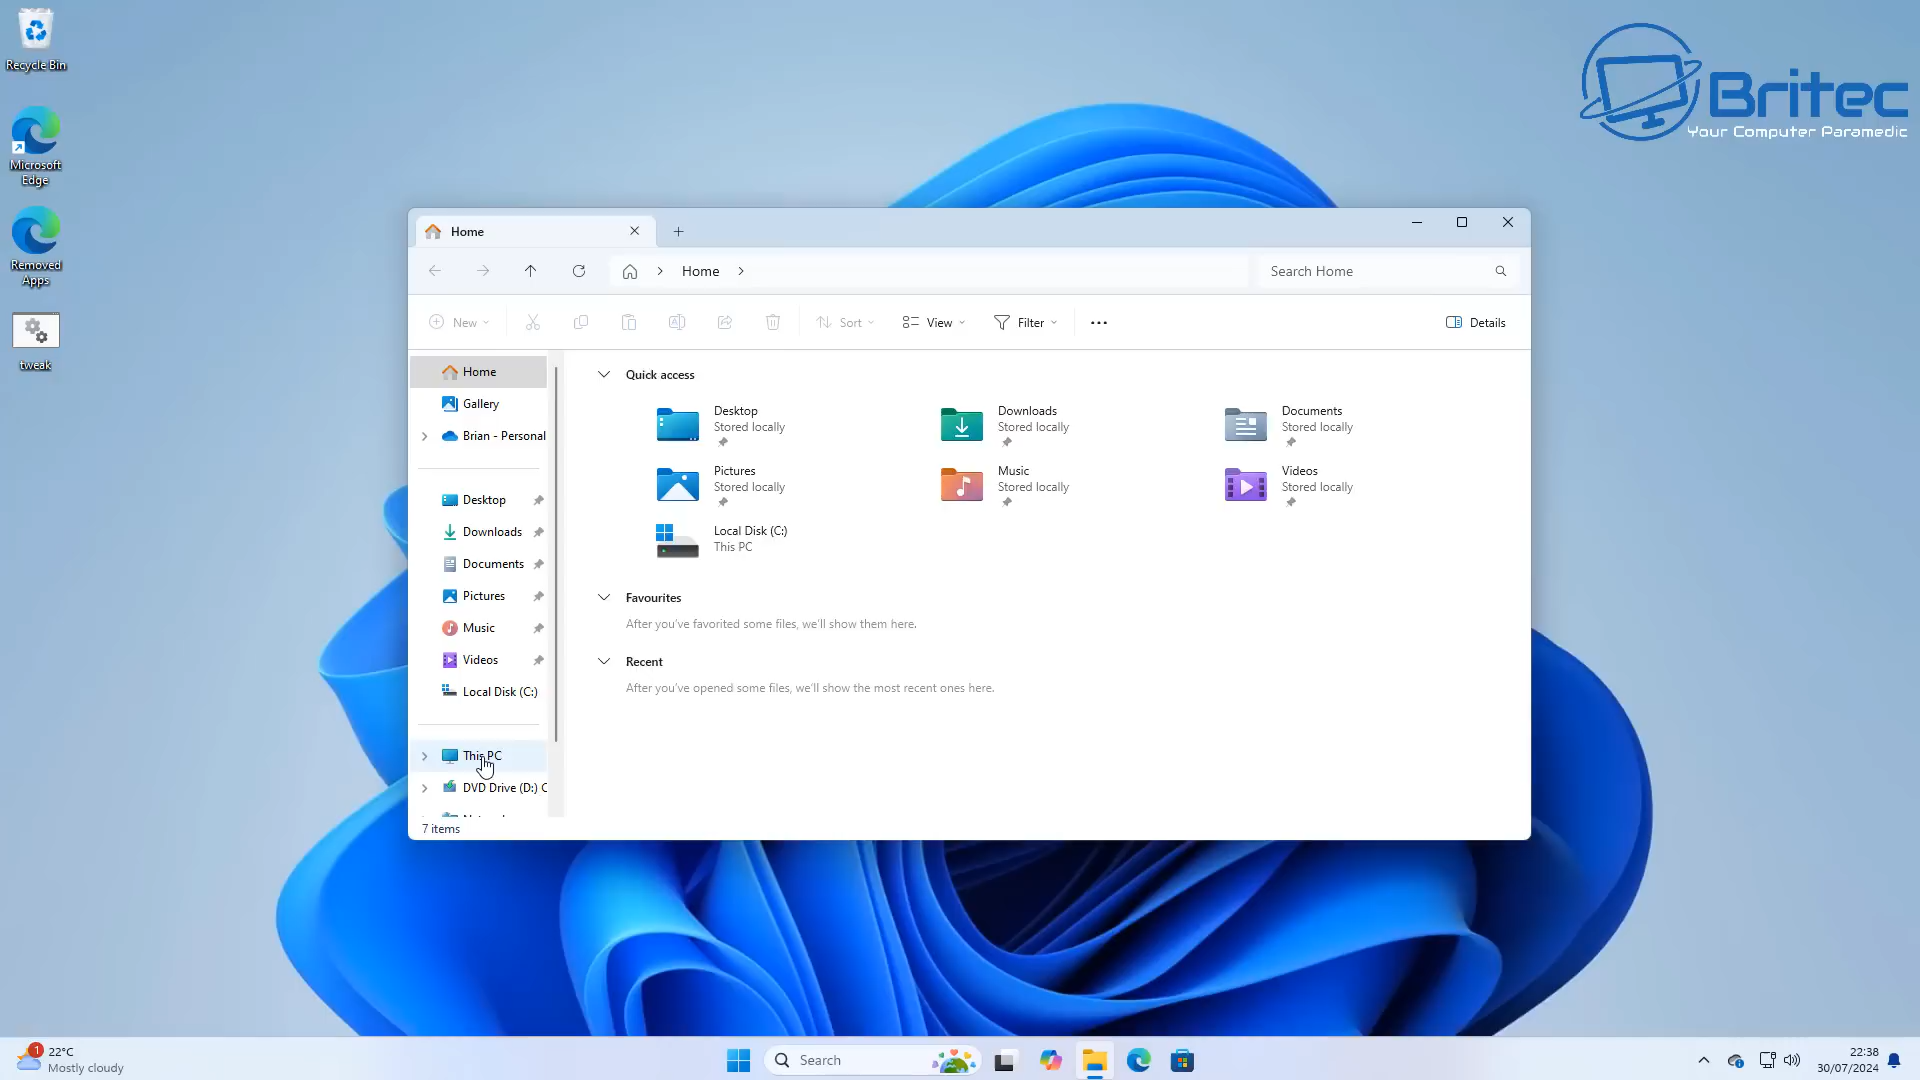 Recycle Bin
Microsoft
Edge
Removed
Apps
tweak
Britec
Your Computer Paramedic
Home
Home
Search Home
New
Sort
View
Filter
Details
Home
Gallery
Brian - Personal
Desktop
Downloads
Documents
Pictures
Music
Videos
Local Disk (C:)
This PC
DVD Drive (D:) C
7 items
Quick access
Desktop
Stored locally
Downloads
Stored locally
Documents
Stored locally
Pictures
Stored locally
Music
Stored locally
Videos
Stored locally
Local Disk (C:)
This PC
Favourites
After you've favorited some files, we'll show them here.
Recent
After you've opened some files, we'll show the most recent ones here.
1
22°C
Mostly cloudy
Search
22:38
30/07/2024